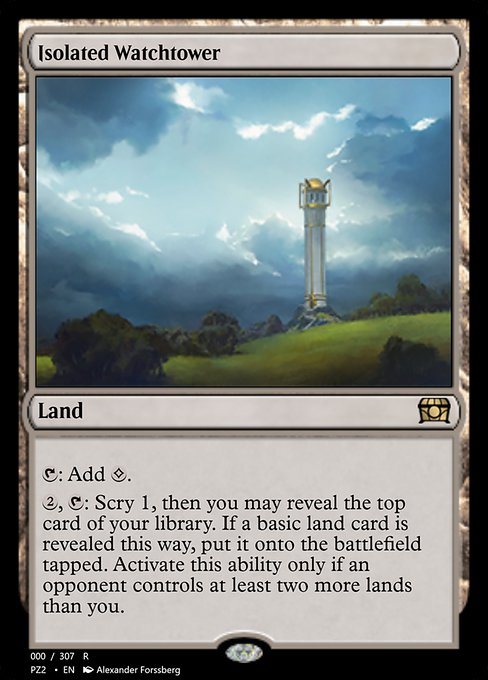 Isolated Watchtower
Land
: Add .
2, : Scry 1, then you may reveal the top
card of your library. If a basic land card is
revealed this way, put it onto the battlefield
tapped. Activate this ability only if an
opponent controls at least two more lands
than you.
000 / 307 R
PZ2 • EN Alexander Forssberg